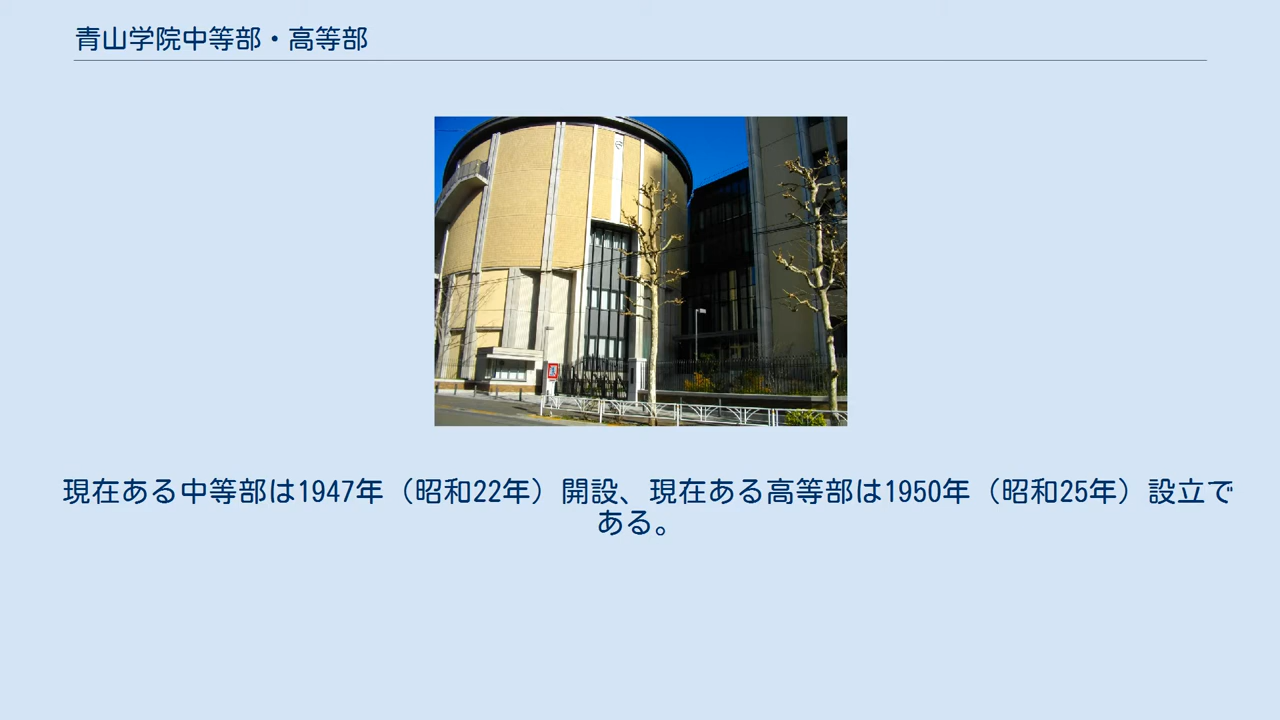 青山学院中等部・高等部
現在ある中等部は1947年（昭和22年）開設、現在ある高等部は1950年（昭和25年）設立で
ある。